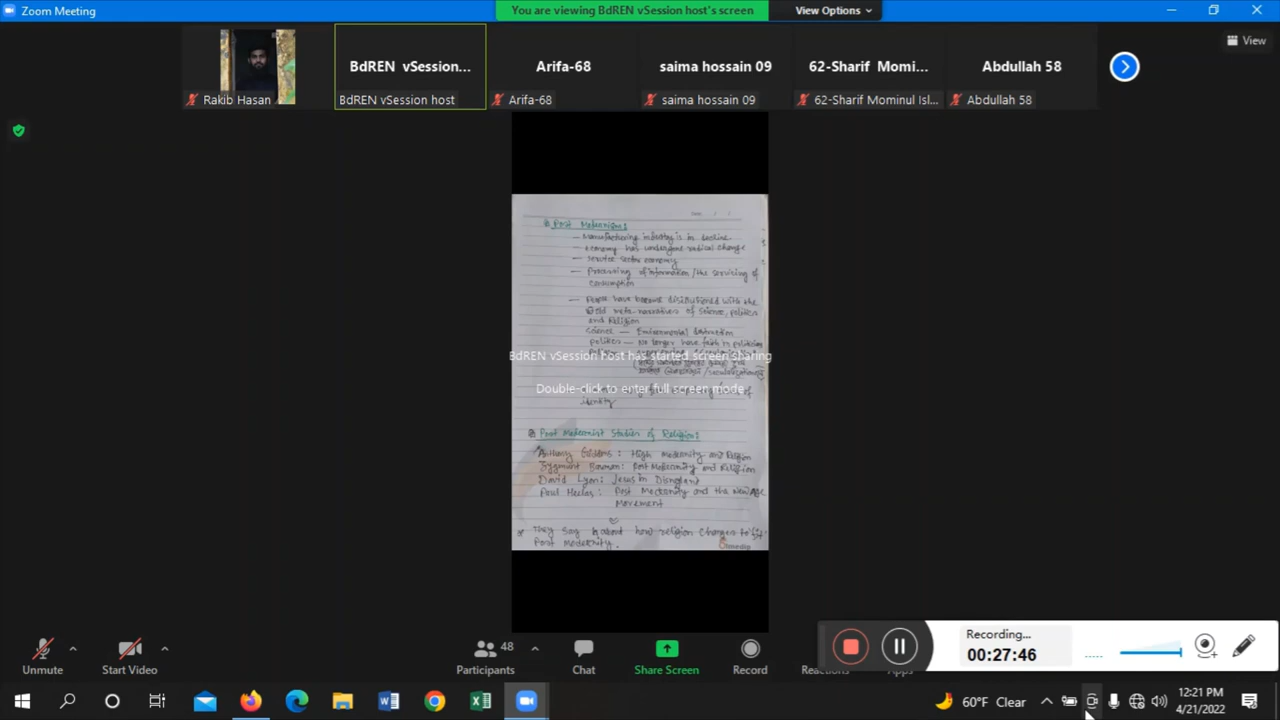 Zoom Meeting
You are viewing BdREN vSession host's screen
View Options
View
BdREN vSession...
Arifa-68
saima hossain 09
62-Sharif Momi...
Abdullah 58
Rakib Hasan
BdREN vSession host
Arifa-68
saima hossain 09
62-Sharif Mominul Isl...
Abdullah 58
Post Modernism:
— Manufacturing industry is in decline
economy has undergone radical change
— Service sector economy
— Processing of information / the servicing of
consumption
— People have become disillusioned with the
old meta-narratives of Science, politics
and Religion
Science — Environmental destruction
politics — No longer have faith in politicians
BdREN vSession host has started screen sharing
Double-click to enter full screen mode
identity
Post Modernist Studies of Religion:
Anthony Giddens: High modernity and Religion
Zygmunt Bauman: Post Modernity and Religion
David Lyon: Jesus in Disneyland
Paul Heelas: Post Modernity and the New Age
Movement
They say about how religion changes to fit
Post Modernity.
Unmute
Start Video
48
Participants
Chat
Share Screen
Record
Reactions
Apps
Recording...
00:27:46
60°F Clear
12:21 PM
4/21/2022